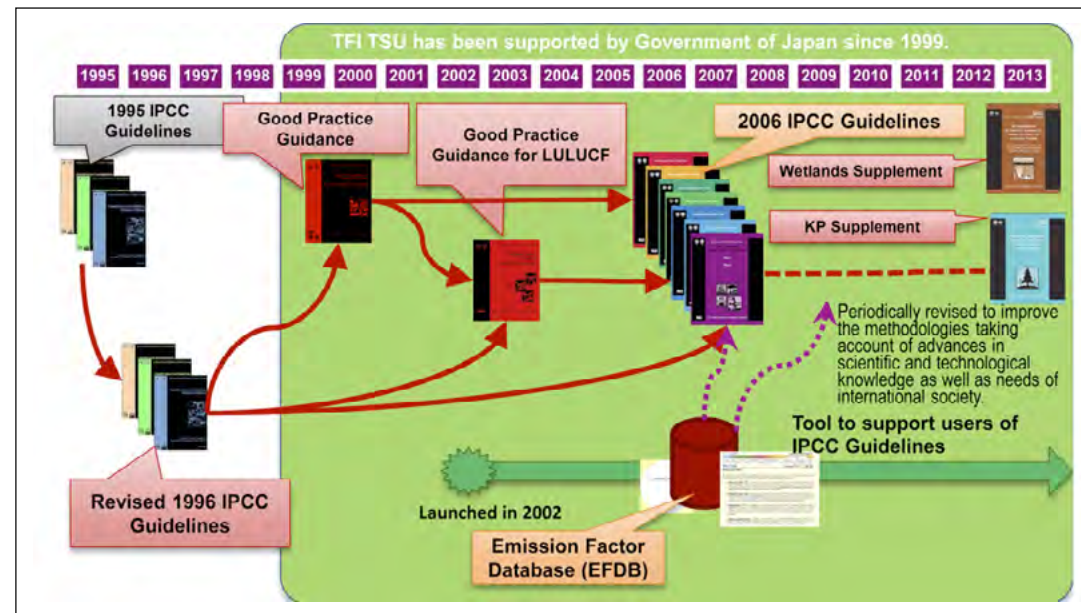 TFI TSU has been supported by Government of Japan since 1999.
1995 1996 1997 1998 1999 2000 2001 2002 2003 2004 2005 2006 2007 2008 2009 2010 2011 2012 2013
1995 IPCC
Guidelines
Good Practice
Guidance
Good Practice
Guidance for LULUCF
2006 IPCC Guidelines
Wetlands Supplement
KP Supplement
Periodically revised to improve
the methodologies taking
account of advances in
scientific and technological
knowledge as well as needs of
international society.
Tool to support users of
IPCC Guidelines
Revised 1996 IPCC
Guidelines
Launched in 2002
Emission Factor
Database (EFDB)